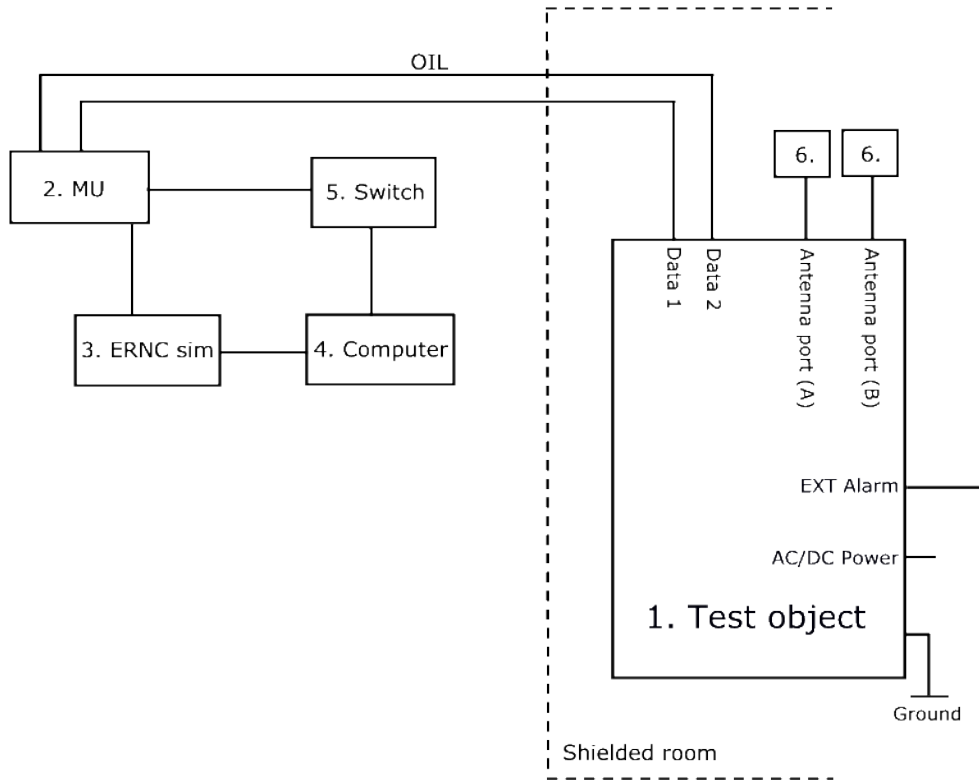 OIL
6.
6.
2. MU
5. Switch
Data 1
Data 2
Antenna port (A)
Antenna port (B)
3. ERNC sim
4. Computer
EXT Alarm
AC/DC Power
1. Test object
Ground
Shielded room